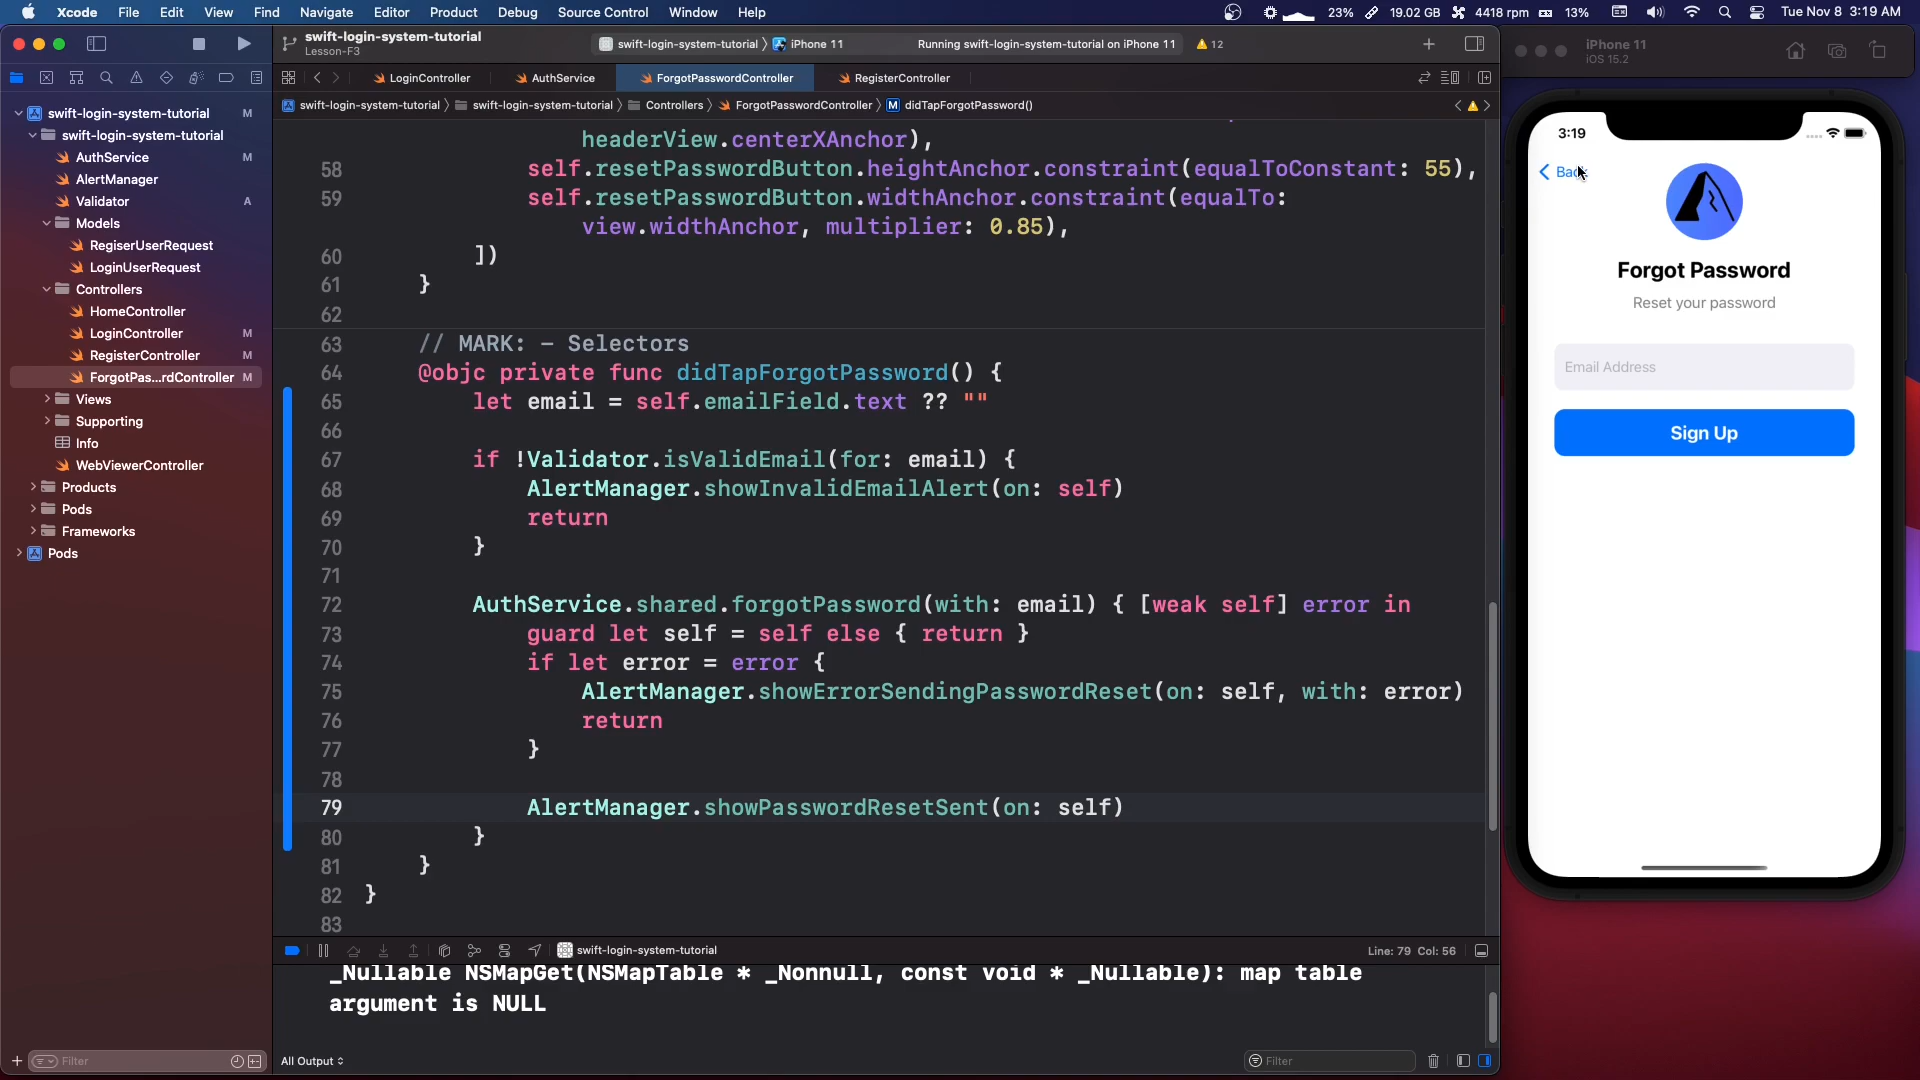 Xcode File Edit View Find Navigate Editor Product Debug Source Control Window Help 23% 19.02 GB 4418 rpm 13% Tue Nov 8 3:19 AM
swift-login-system-tutorial
Lesson-F3
swift-login-system-tutorial iPhone 11 Running swift-login-system-tutorial on iPhone 11 12
LoginController AuthService ForgotPasswordController RegisterController
swift-login-system-tutorial swift-login-system-tutorial Controllers ForgotPasswordController M didTapForgotPassword()
swift-login-system-tutorial M
swift-login-system-tutorial
AuthService M
AlertManager
Validator A
Models
RegiserUserRequest
LoginUserRequest
Controllers
HomeController
LoginController M
RegisterController M
ForgotPas...rdController M
Views
Supporting
Info
WebViewerController
Products
Pods
Frameworks
Pods
Filter
headerView.centerXAnchor),
58 self.resetPasswordButton.heightAnchor.constraint(equalToConstant: 55),
59 self.resetPasswordButton.widthAnchor.constraint(equalTo:
view.widthAnchor, multiplier: 0.85),
60 ])
61 }
62
63 // MARK: - Selectors
64 @objc private func didTapForgotPassword() {
65 let email = self.emailField.text ?? ""
66
67 if !Validator.isValidEmail(for: email) {
68 AlertManager.showInvalidEmailAlert(on: self)
69 return
70 }
71
72 AuthService.shared.forgotPassword(with: email) { [weak self] error in
73 guard let self = self else { return }
74 if let error = error {
75 AlertManager.showErrorSendingPasswordReset(on: self, with: error)
76 return
77 }
78
79 AlertManager.showPasswordResetSent(on: self)
80 }
81 }
82 }
83
swift-login-system-tutorial Line: 79 Col: 56
_Nullable NSMapGet(NSMapTable * _Nonnull, const void * _Nullable): map table
argument is NULL
All Output Filter
iPhone 11
iOS 15.2
3:19
Back
Forgot Password
Reset your password
Email Address
Sign Up